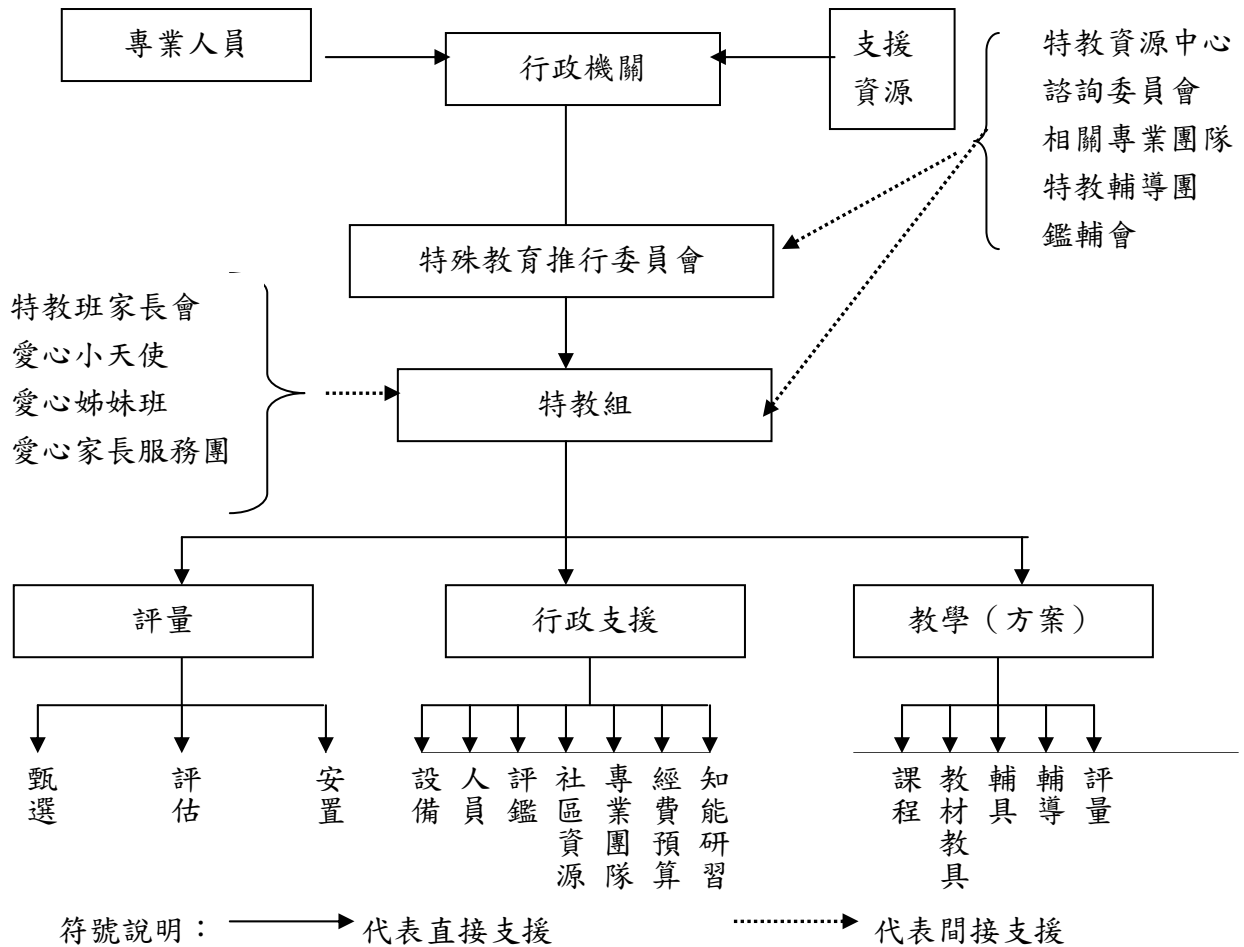 專業人員
行政機關
支援
資源
特教資源中心
諮詢委員會
相關專業團隊
特教輔導團
鑑輔會
特殊教育推行委員會
特教班家長會
愛心小天使
愛心姊妹班
愛心家長服務團
特教組
評量
行政支援
教學（方案）
甄選
評估
安置
設備
人員
評鑑
社區資源
專業團隊
經費預算
知能研習
課程
教材教具
輔具
輔導
評量
符號說明： 代表直接支援 代表間接支援